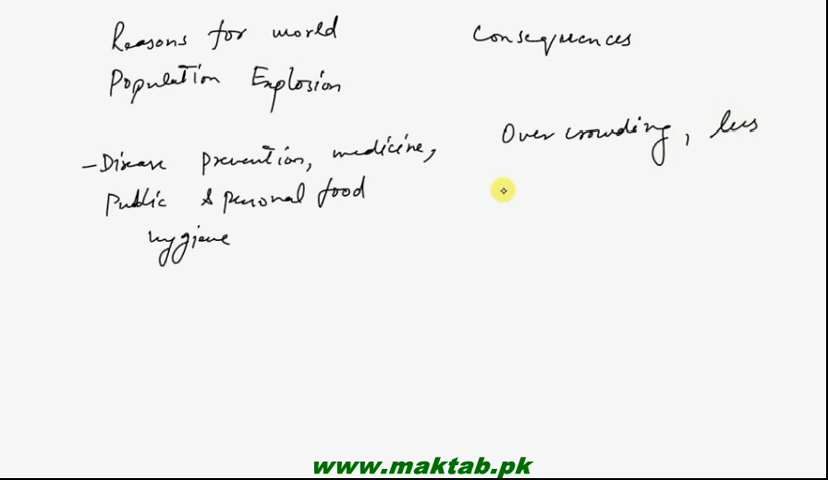 Reasons for world
Population Explosion
Consequences
- Disease prevention, medicine,
Public & personal food
hygiene
Over crowding, less
www.maktab.pk